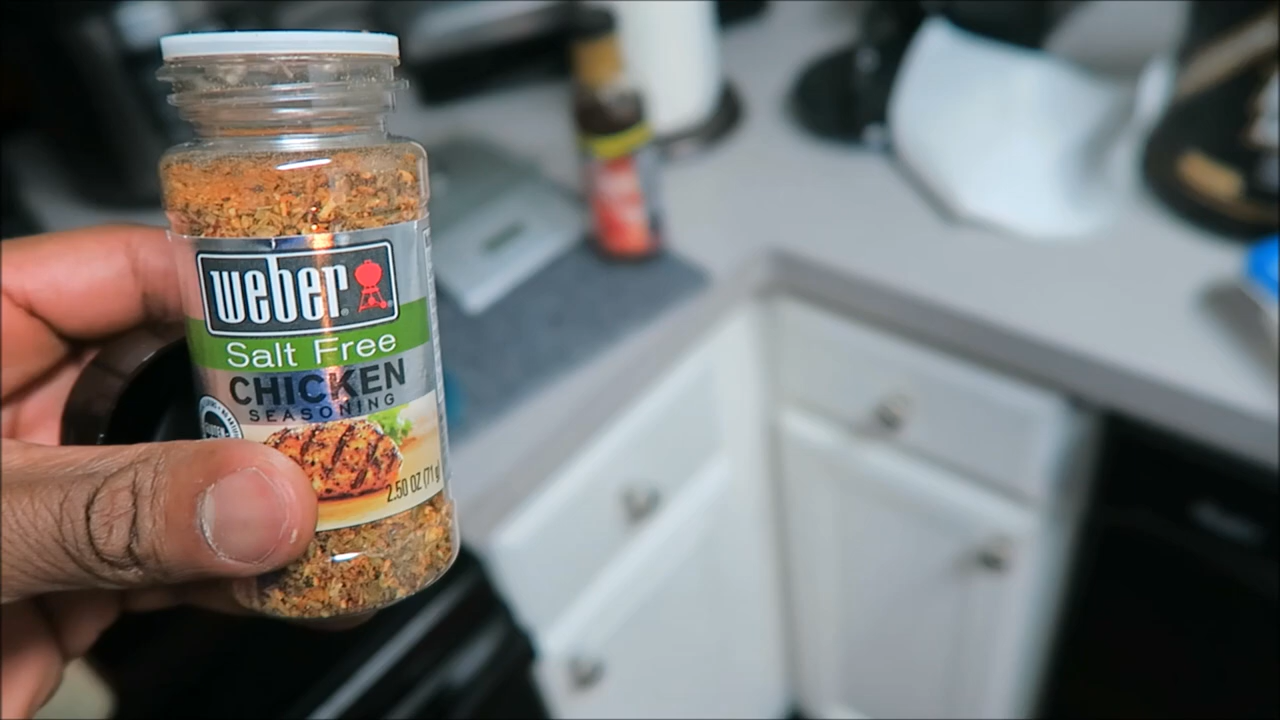 weber
Salt Free
CHICKEN
SEASONING
2.50 OZ (71 g